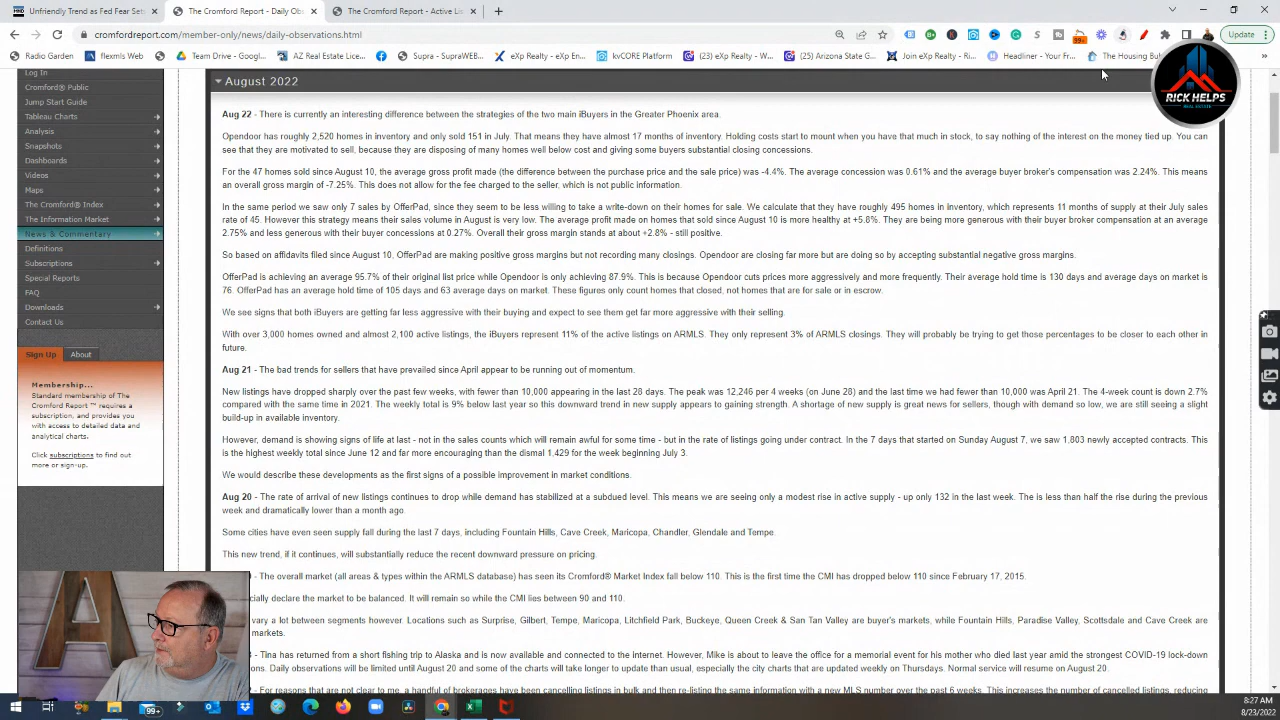 Unfriendly Trend as Fed Fear Sets
The Cromford Report - Daily Obs
The Cromford Report - Active Lis
cromfordreport.com/member-only/news/daily-observations.html
Update
Radio Garden
flexmls Web
Team Drive - Googl...
AZ Real Estate Lice...
Supra - SupraWEB...
eXp Realty - eXp En...
kvCORE Platform
(23) eXp Realty - W...
(25) Arizona State G...
Join eXp Realty - Ri...
Headliner - Your Fr...
The Housing Bu
RICK HELPS
REAL ESTATE
Log In
Cromford Public
Jump Start Guide
Tableau Charts
Analysis
Snapshots
Dashboards
Videos
Maps
The Cromford® Index
The Information Market
News & Commentary
Definitions
Subscriptions
Special Reports
FAQ
Downloads
Contact Us
Sign Up
About
Membership...
Standard membership of
The Cromford Report ™ requires a
subscription, and provides you
with access to detailed data and
analytical charts.
Click subscriptions to find out
more or sign-up.
August 2022
Aug 22 - There is currently an interesting difference between the strategies of the two main iBuyers in the Greater Phoenix area.
Opendoor has roughly 2,520 homes in inventory and only sold 151 in July. That means they have almost 17 months of inventory. Holding costs start to mount when you have that much in stock, to say nothing of the interest on the money tied up. You can
see that they are motivated to sell, because they are disposing of many homes well below cost and giving some buyers substantial closing concessions.
For the 47 homes sold since August 10, the average gross profit made (the difference between the purchase price and the sale price) was -4.4%. The average concession was 0.61% and the average buyer broker's compensation was 2.24%. This means
an overall gross margin of -7.25%. This does not allow for the fee charged to the seller, which is not public information.
In the same period we saw only 7 sales by OfferPad, since they seem to be less willing to take a write-down on their homes for sale. We calculate that they have roughly 495 homes in inventory, which represents 11 months of supply at their July sales
rate of 45. However this strategy means their sales volume in August is very low. The average profit made on homes that sold since August 10 is more healthy at +5.8%. They are being more generous with their buyer broker compensation at an average
2.75% and less generous with their buyer concessions at 0.27%. Overall their gross margin stands at about +2.8% - still positive.
So based on affidavits filed since August 10, OfferPad are making positive gross margins but not recording many closings. Opendoor are closing far more but are doing so by accepting substantial negative gross margins.
OfferPad is achieving an average 95.7% of their original list price while Opendoor is only achieving 87.9%. This is because Opendoor cuts its prices more aggressively and more frequently. Their average hold time is 130 days and average days on market is
76. OfferPad has an average hold time of 105 days and 63 average days on market. These figures only count homes that closed, not homes that are for sale or in escrow.
We see signs that both iBuyers are getting far less aggressive with their buying and expect to see them get far more aggressive with their selling.
With over 3,000 homes owned and almost 2,100 active listings, the iBuyers represent 11% of the active listings on ARMLS. They only represent 3% of ARMLS closings. They will probably be trying to get those percentages to be closer to each other in
future.
Aug 21 - The bad trends for sellers that have prevailed since April appear to be running out of momentum.
New listings have dropped sharply over the past few weeks, with fewer than 10,000 appearing in the last 28 days. The peak was 12,246 per 4 weeks (on June 28) and the last time we had fewer than 10,000 was April 21. The 4-week count is down 2.7%
compared with the same time in 2021. The weekly total is 9% below last year so this downward trend in new supply appears to gaining strength. A shortage of new supply is great news for sellers, though with demand so low, we are still seeing a slight
build-up in available inventory.
However, demand is showing signs of life at last - not in the sales counts which will remain awful for some time - but in the rate of listings going under contract. In the 7 days that started on Sunday August 7, we saw 1,803 newly accepted contracts. This
is the highest weekly total since June 12 and far more encouraging than the dismal 1,429 for the week beginning July 3.
We would describe these developments as the first signs of a possible improvement in market conditions.
Aug 20 - The rate of arrival of new listings continues to drop while demand has stabilized at a subdued level. This means we are seeing only a modest rise in active supply - up only 132 in the last week. The is less than half the rise during the previous
week and dramatically lower than a month ago.
Some cities have even seen supply fall during the last 7 days, including Fountain Hills, Cave Creek, Maricopa, Chandler, Glendale and Tempe.
This new trend, if it continues, will substantially reduce the recent downward pressure on pricing.
- The overall market (all areas & types within the ARMLS database) has seen its Cromford® Market Index fall below 110. This is the first time the CMI has dropped below 110 since February 17, 2015.
cially declare the market to be balanced. It will remain so while the CMI lies between 90 and 110.
vary a lot between segments however. Locations such as Surprise, Gilbert, Tempe, Maricopa, Litchfield Park, Buckeye, Queen Creek & San Tan Valley are buyer's markets, while Fountain Hills, Paradise Valley, Scottsdale and Cave Creek are
markets.
- Tina has returned from a short fishing trip to Alaska and is now available and connected to the internet. However, Mike is about to leave the office for a memorial event for his mother who died last year amid the strongest COVID-19 lock-down
ons. Daily observations will be limited until August 20 and some of the charts will take longer to update than usual, especially the city charts that are updated weekly on Thursdays. Normal service will resume on August 20.
- For reasons that are not clear to me, a handful of brokerages have been cancelling listings in bulk and then re-listing the same information with a new MLS number over the past 6 weeks. This increases the number of cancelled listings, reducing
A
99+
8:27 AM
8/23/2022